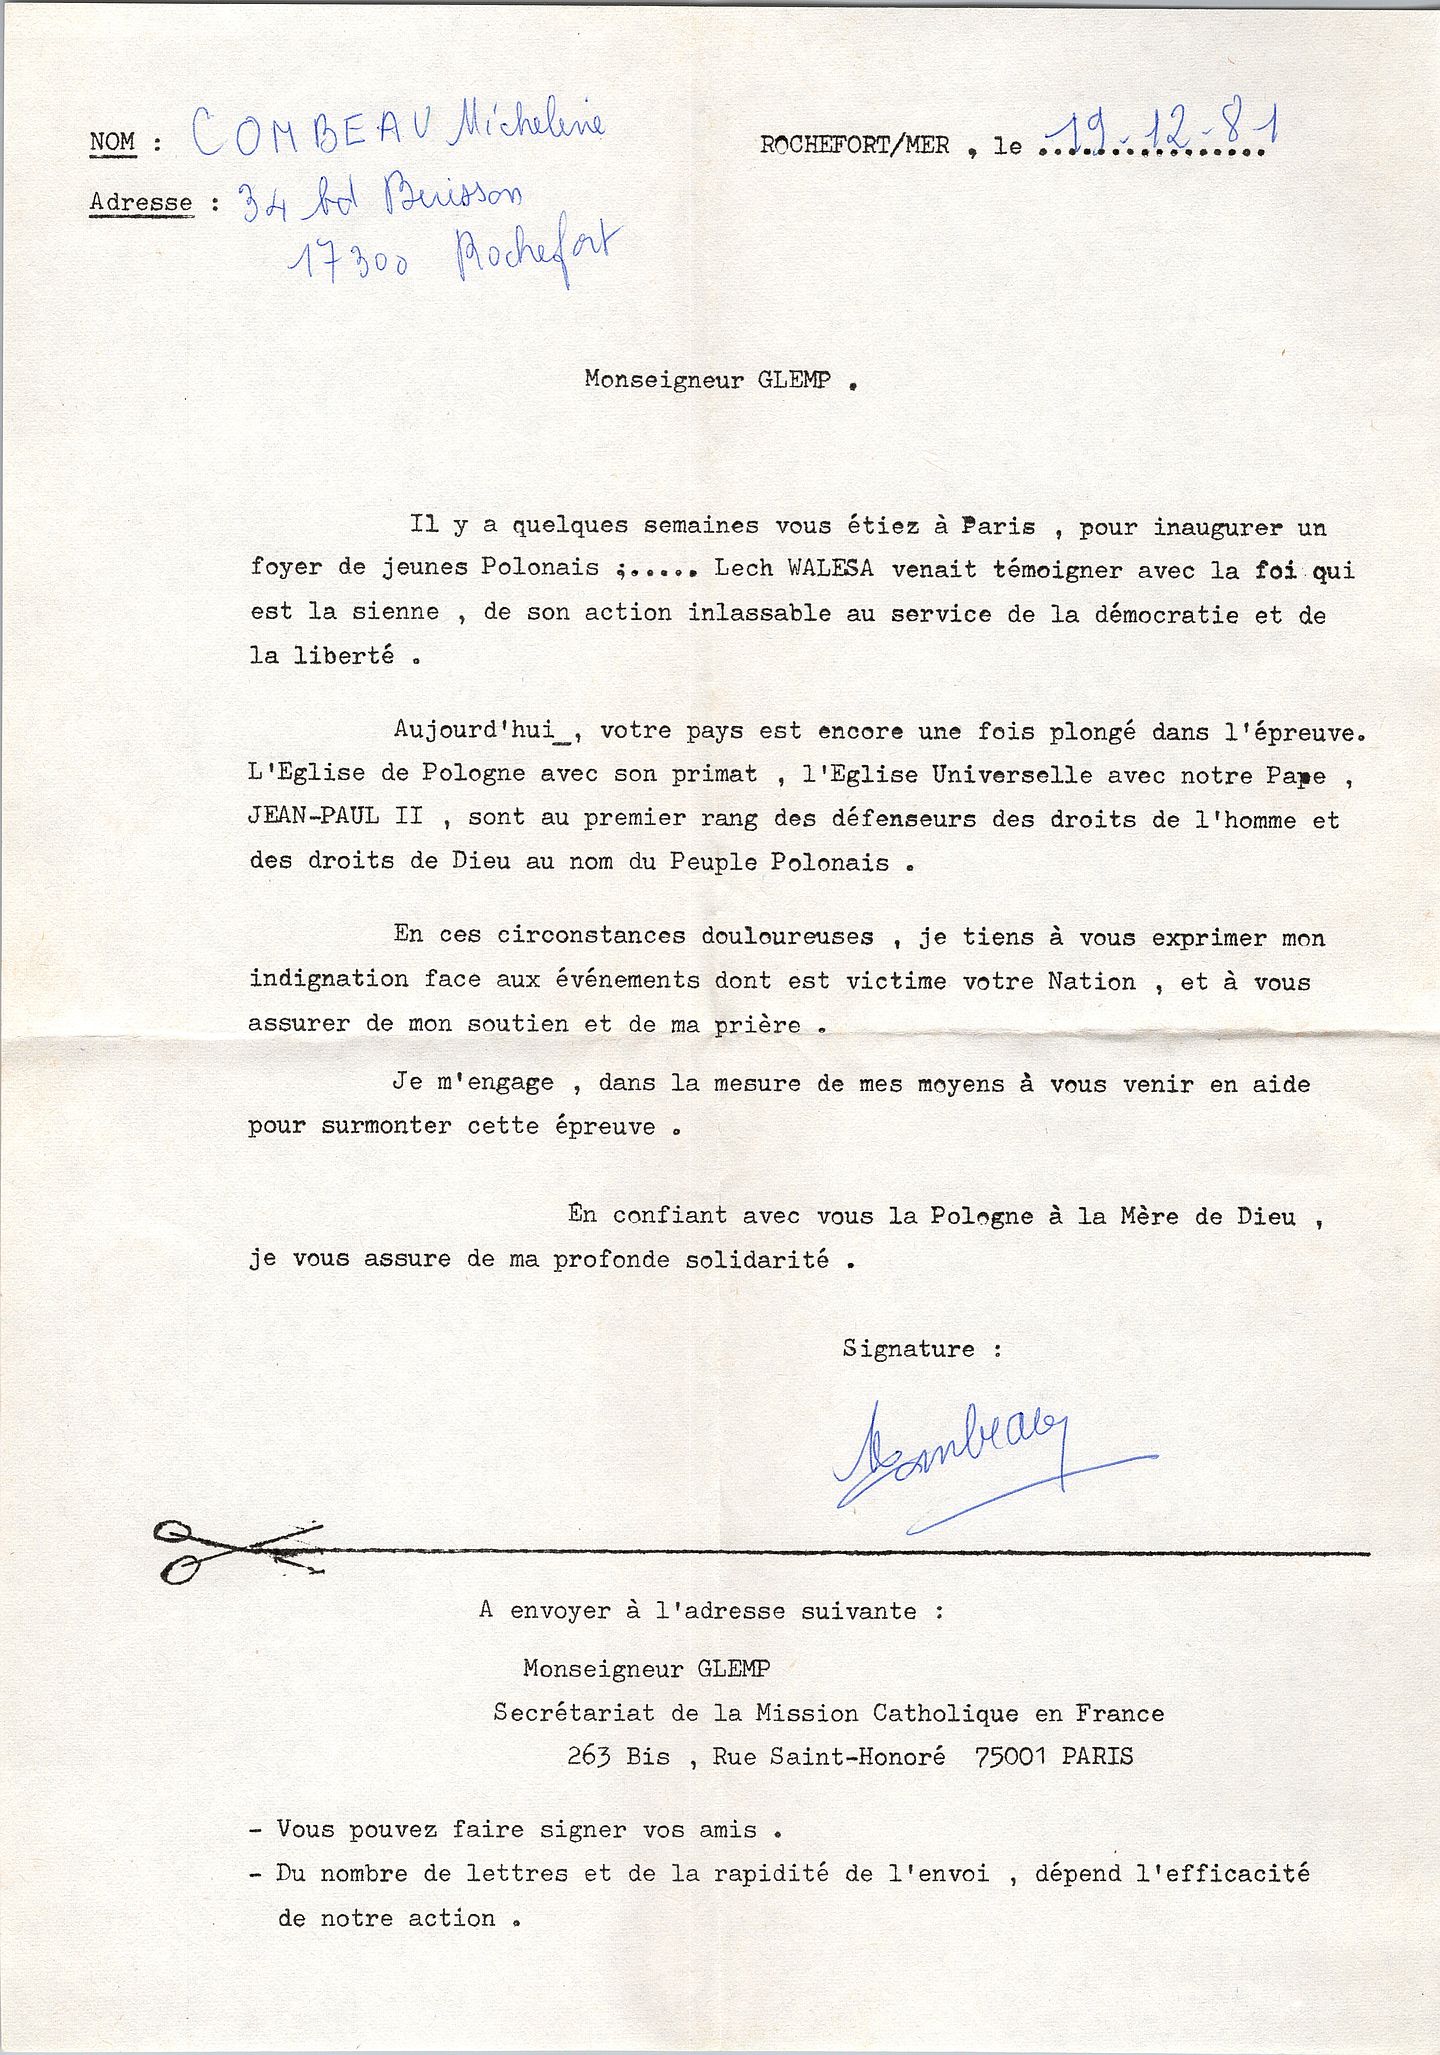 NOM : COMBEAU Micheline
ROCHEFORT/MER , le 19-12-81
Adresse : 34 bd Buisson
17300 Rochefort
Monseigneur GLEMP .
Il y a quelques semaines vous étiez à Paris , pour inaugurer un
foyer de jeunes Polonais ;..... Lech WALESA venait témoigner avec la foi qui
est la sienne , de son action inlassable au service de la démocratie et de
la liberté .
Aujourd'hui_, votre pays est encore une fois plongé dans l'épreuve.
L'Eglise de Pologne avec son primat , l'Eglise Universelle avec notre Pape ,
JEAN-PAUL II , sont au premier rang des défenseurs des droits de l'homme et
des droits de Dieu au nom du Peuple Polonais .
En ces circonstances douloureuses , je tiens à vous exprimer mon
indignation face aux événements dont est victime votre Nation , et à vous
assurer de mon soutien et de ma prière .
Je m'engage , dans la mesure de mes moyens à vous venir en aide
pour surmonter cette épreuve .
En confiant avec vous la Pologne à la Mère de Dieu ,
je vous assure de ma profonde solidarité .
Signature :
Combeau
A envoyer à l'adresse suivante :
Monseigneur GLEMP
Secrétariat de la Mission Catholique en France
263 Bis , Rue Saint-Honoré 75001 PARIS
- Vous pouvez faire signer vos amis .
- Du nombre de lettres et de la rapidité de l'envoi , dépend l'efficacité
de notre action .